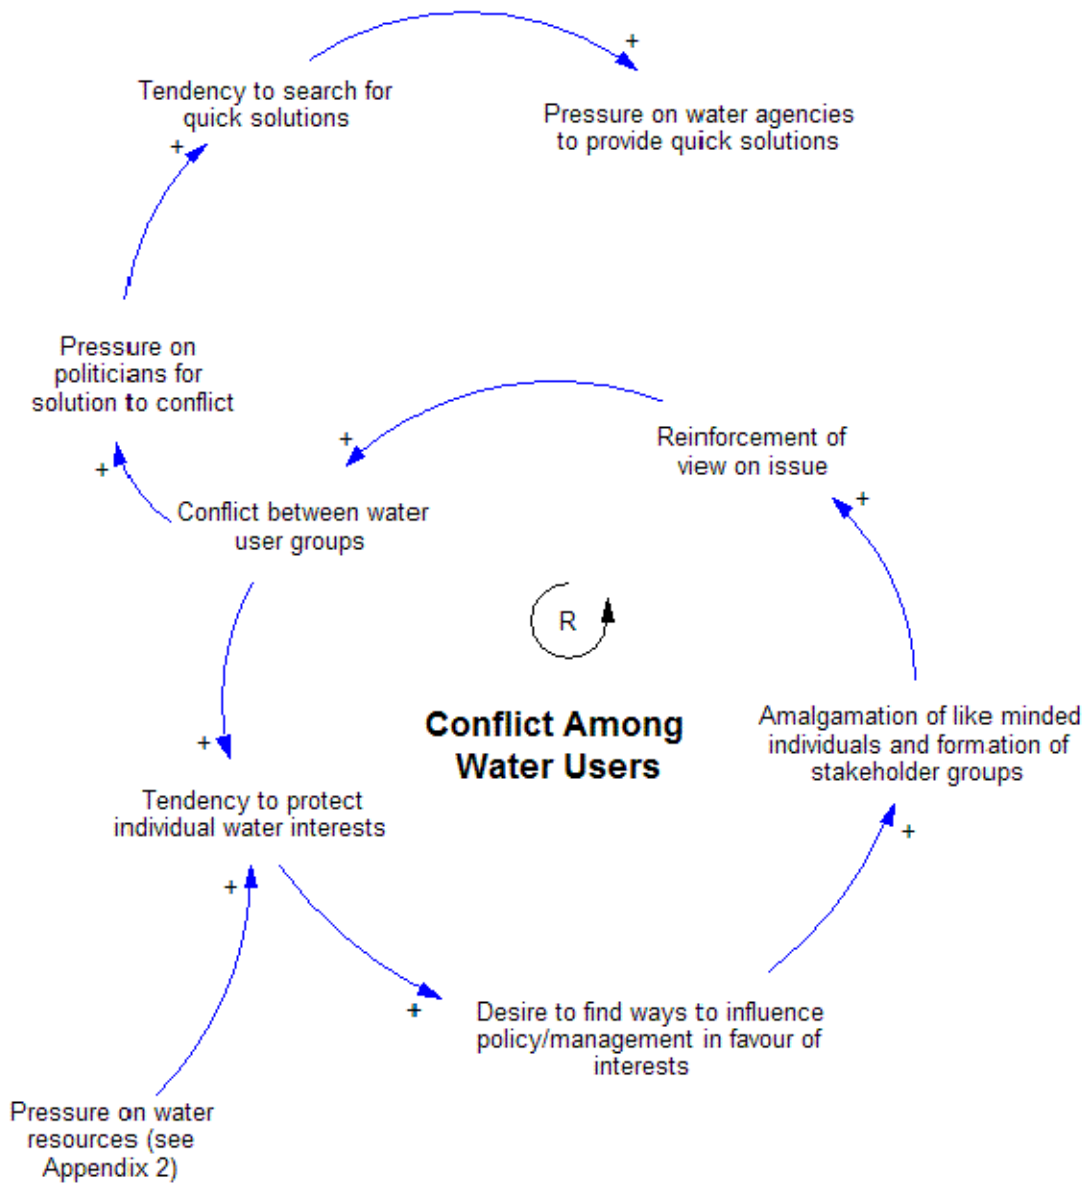 +
Tendency to search for
quick solutions
Pressure on water agencies
to provide quick solutions
+
Pressure on
politicians for
solution to conflict
+
Reinforcement of
view on issue
+
+
Conflict between water
user groups
+
R
Conflict Among
Water Users
Amalgamation of like minded
individuals and formation of
stakeholder groups
+
Tendency to protect
individual water interests
+
+
Desire to find ways to influence
policy/management in favour of
interests
+
Pressure on water
resources (see
Appendix 2)